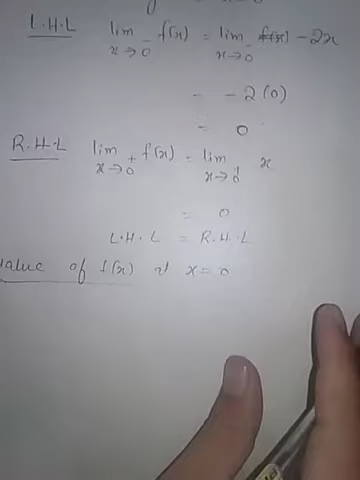 L.H.L lim x→0⁻ f(x) = lim x→0⁻ -2x
= -2(0)
= 0
R.H.L lim x→0⁺ f(x) = lim x→0⁺ x
= 0
L.H.L = R.H.L
value of f(x) at x=0